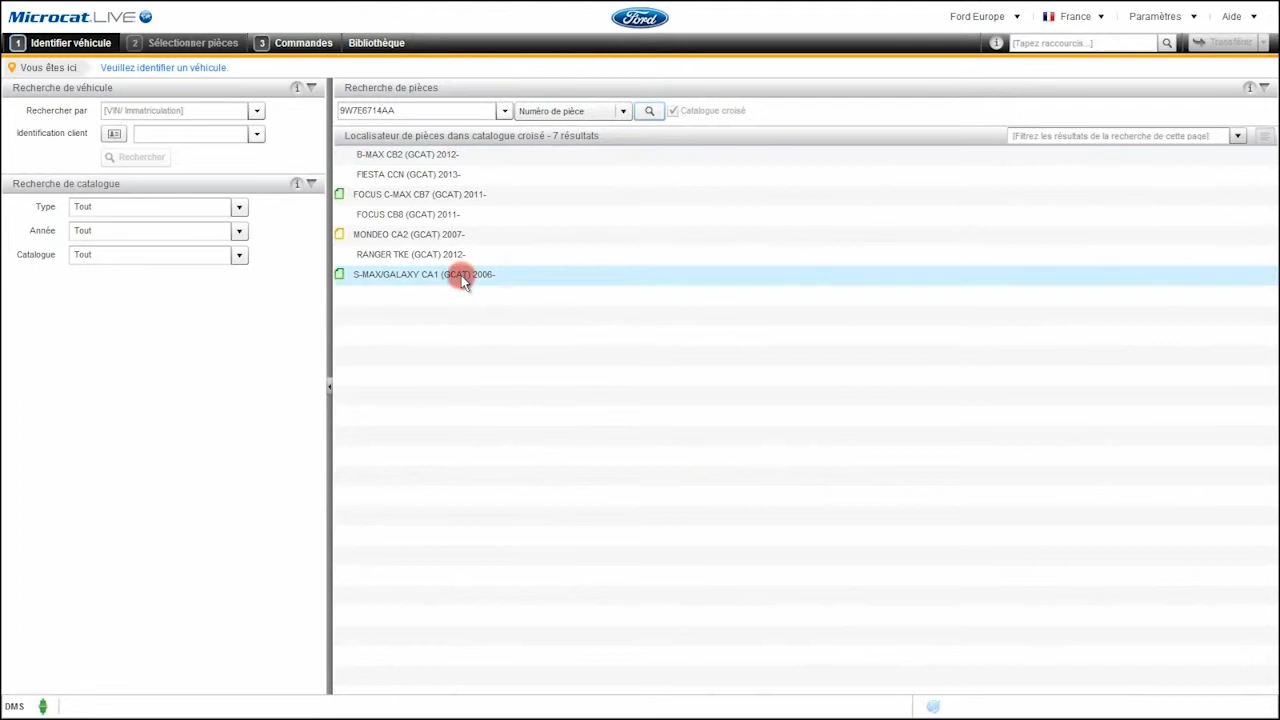 Microcat LIVE
Ford
Ford Europe
France
Paramètres
Aide
1 Identifier véhicule
2 Sélectionner pièces
3 Commandes
Bibliothèque
[Tapez raccourcis...]
Transférez
Vous êtes ici
Veuillez identifier un véhicule.
Recherche de véhicule
Rechercher par
[VIN/ Immatriculation]
Identification client
Rechercher
Recherche de catalogue
Type
Tout
Année
Tout
Catalogue
Tout
Recherche de pièces
9W7E6714AA
Numéro de pièce
Catalogue croisé
Localisateur de pièces dans catalogue croisé - 7 résultats
[Filtrez les résultats de la recherche de cette page]
B-MAX CB2 (GCAT) 2012-
FIESTA CCN (GCAT) 2013-
FOCUS C-MAX CB7 (GCAT) 2011-
FOCUS CB8 (GCAT) 2011-
MONDEO CA2 (GCAT) 2007-
RANGER TKE (GCAT) 2012-
S-MAX/GALAXY CA1 (GCAT) 2006-
DMS